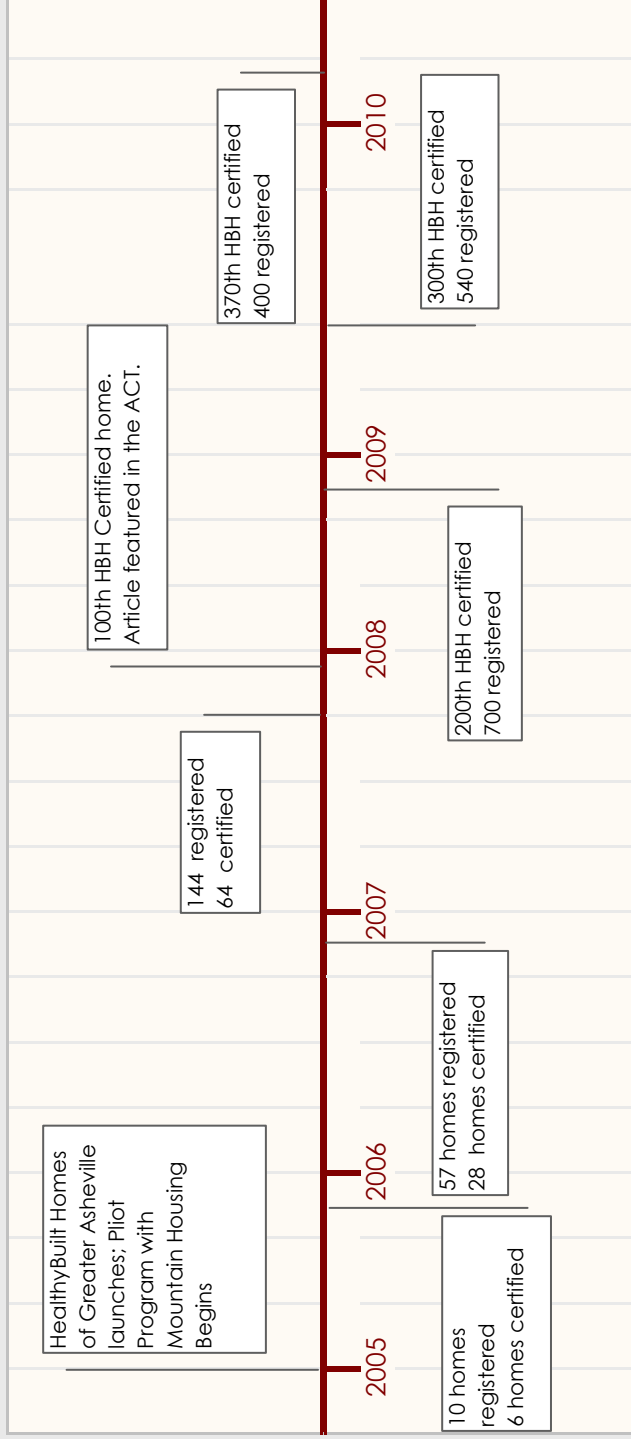 HealthyBuilt Homes
of Greater Asheville
launches; Pliot
Program with
Mountain Housing
Begins
144 registered
64 certified
100th HBH Certified home.
Article featured in the ACT.
370th HBH certified
400 registered
2005
2006
2007
2008
2009
2010
10 homes
registered
6 homes certified
57 homes registered
28 homes certified
200th HBH certified
700 registered
300th HBH certified
540 registered